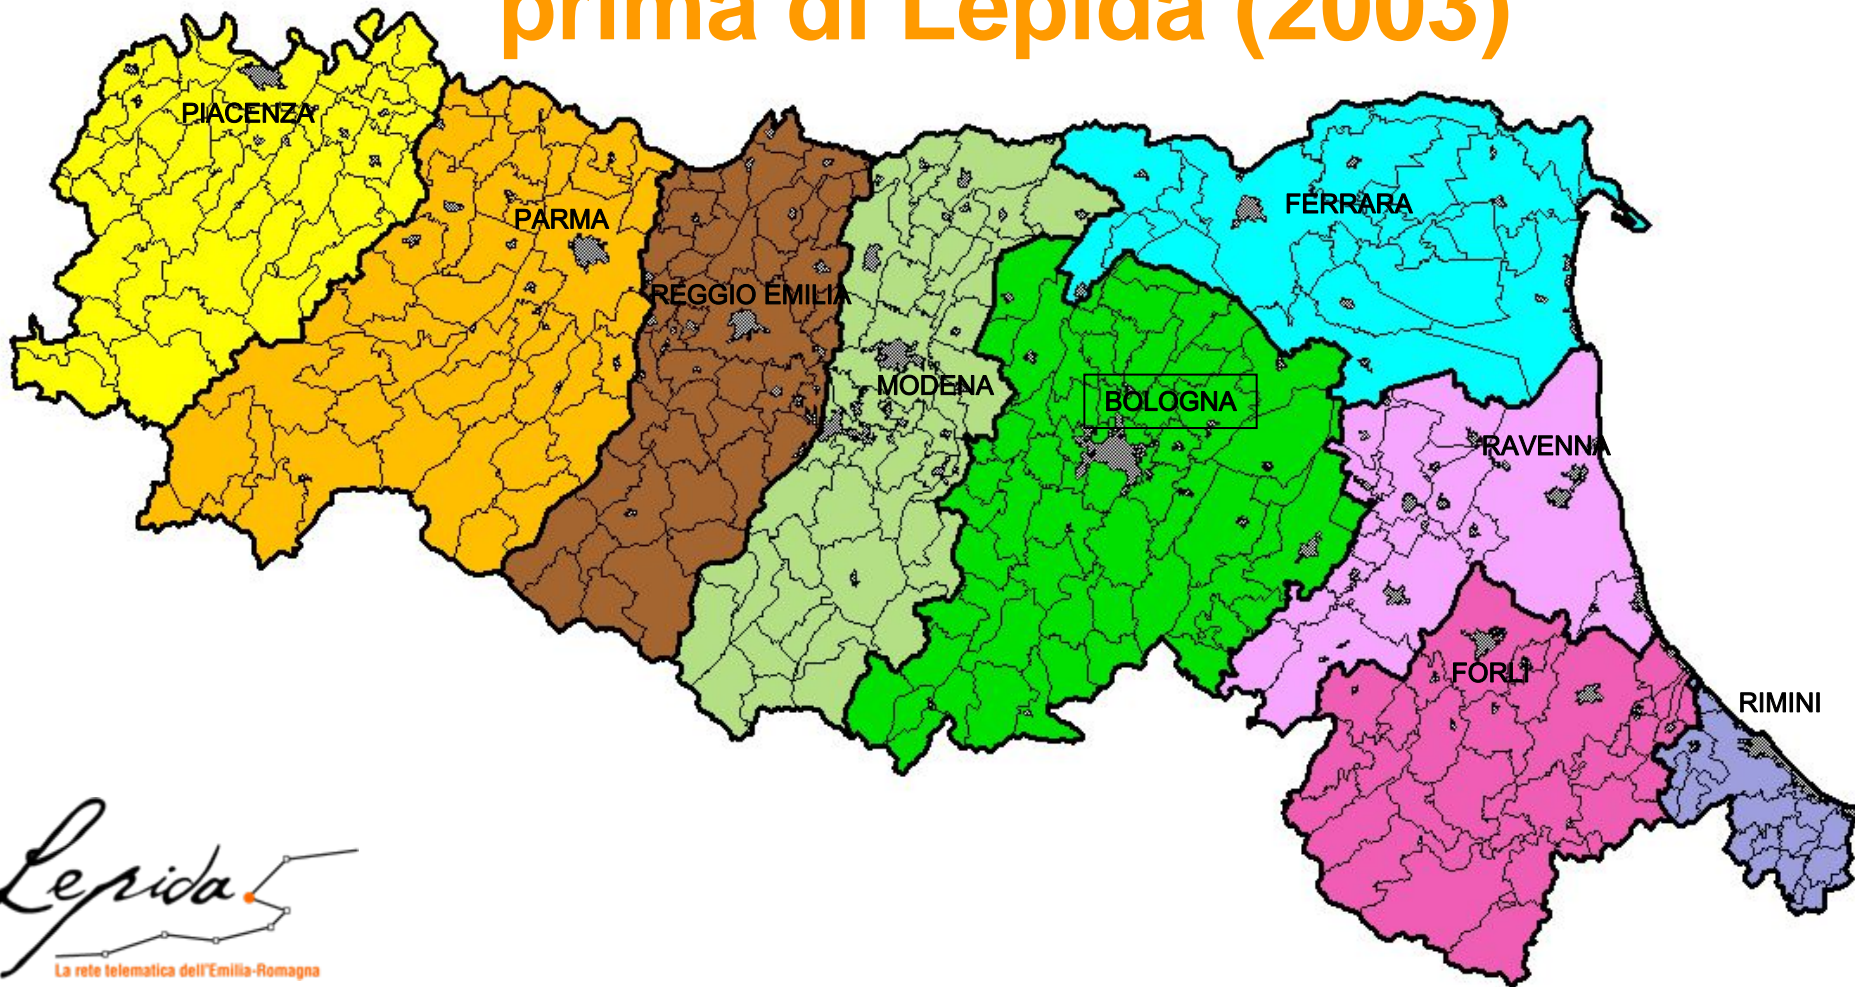 prima di Lepida (2003)
PIACENZA
PARMA
FERRARA
REGGIO EMILIA
MODENA
BOLOGNA
RAVENNA
FORLÌ
RIMINI
Lepida
La rete telematica dell'Emilia-Romagna